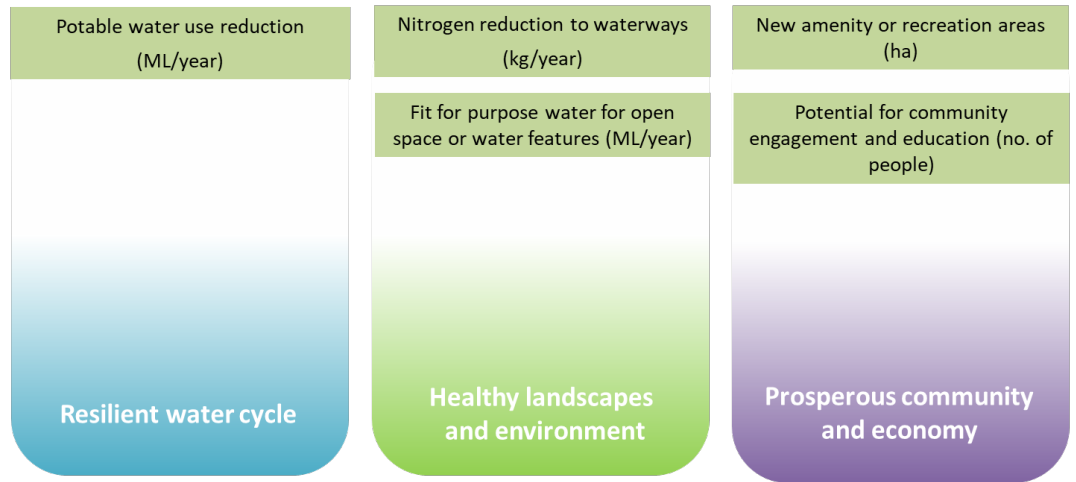 Potable water use reduction
(ML/year)
Resilient water cycle
Nitrogen reduction to waterways
(kg/year)
Fit for purpose water for open
space or water features (ML/year)
Healthy landscapes
and environment
New amenity or recreation areas
(ha)
Potential for community
engagement and education (no. of
people)
Prosperous community
and economy